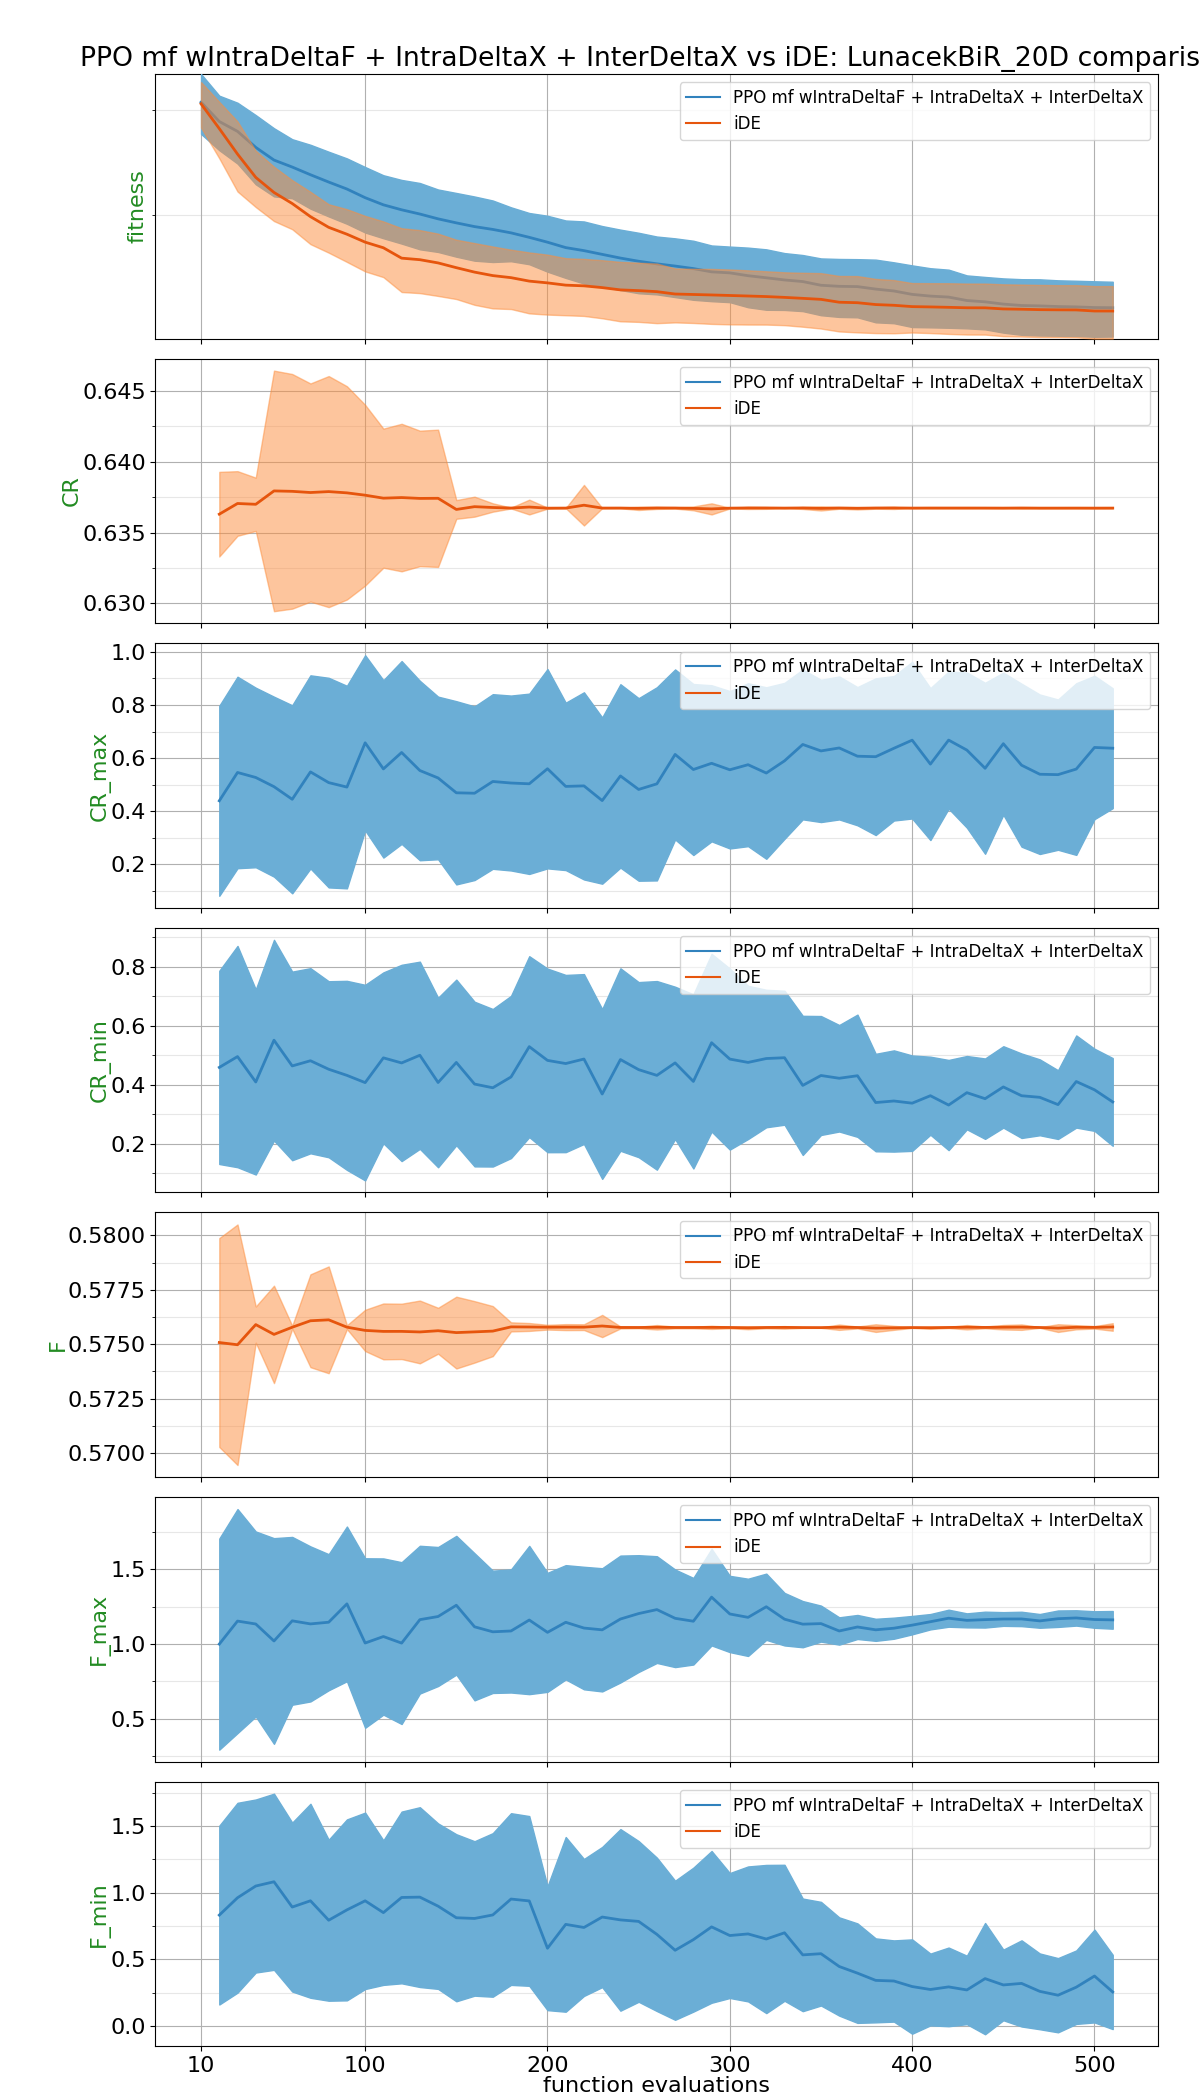 PPO mf wIntraDeltaF + IntraDeltaX + InterDeltaX vs iDE: LunacekBiR_20D comparis
fitness
PPO mf wIntraDeltaF + IntraDeltaX + InterDeltaX
iDE
CR
0.645
0.640
0.635
0.630
PPO mf wIntraDeltaF + IntraDeltaX + InterDeltaX
iDE
CR_max
1.0
0.8
0.6
0.4
0.2
PPO mf wIntraDeltaF + IntraDeltaX + InterDeltaX
iDE
CR_min
0.8
0.6
0.4
0.2
PPO mf wIntraDeltaF + IntraDeltaX + InterDeltaX
iDE
F
0.5800
0.5775
0.5750
0.5725
0.5700
PPO mf wIntraDeltaF + IntraDeltaX + InterDeltaX
iDE
F_max
1.5
1.0
0.5
PPO mf wIntraDeltaF + IntraDeltaX + InterDeltaX
iDE
F_min
1.5
1.0
0.5
0.0
PPO mf wIntraDeltaF + IntraDeltaX + InterDeltaX
iDE
10 100 200 300 400 500
function evaluations